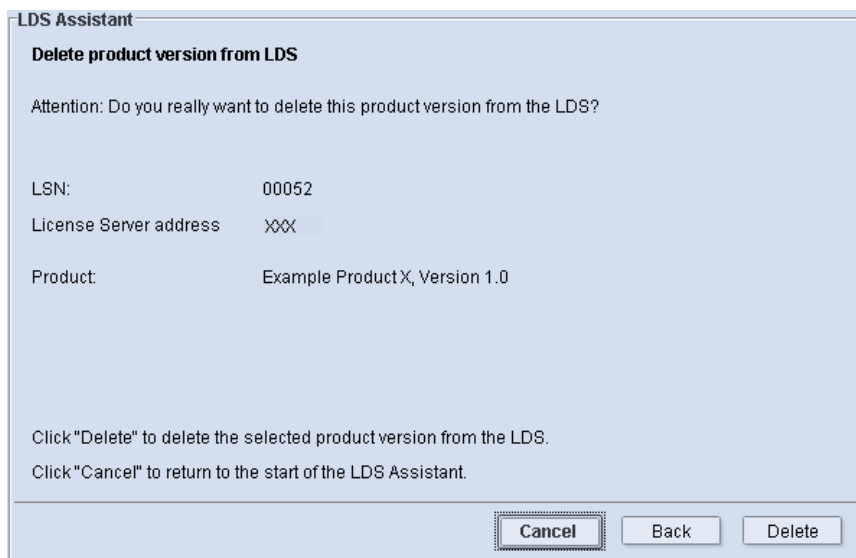 LDS Assistant
Delete product version from LDS
Attention: Do you really want to delete this product version from the LDS?
LSN: 00052
License Server address XXX
Product: Example Product X, Version 1.0
Click "Delete" to delete the selected product version from the LDS.
Click "Cancel" to return to the start of the LDS Assistant.
Cancel Back Delete